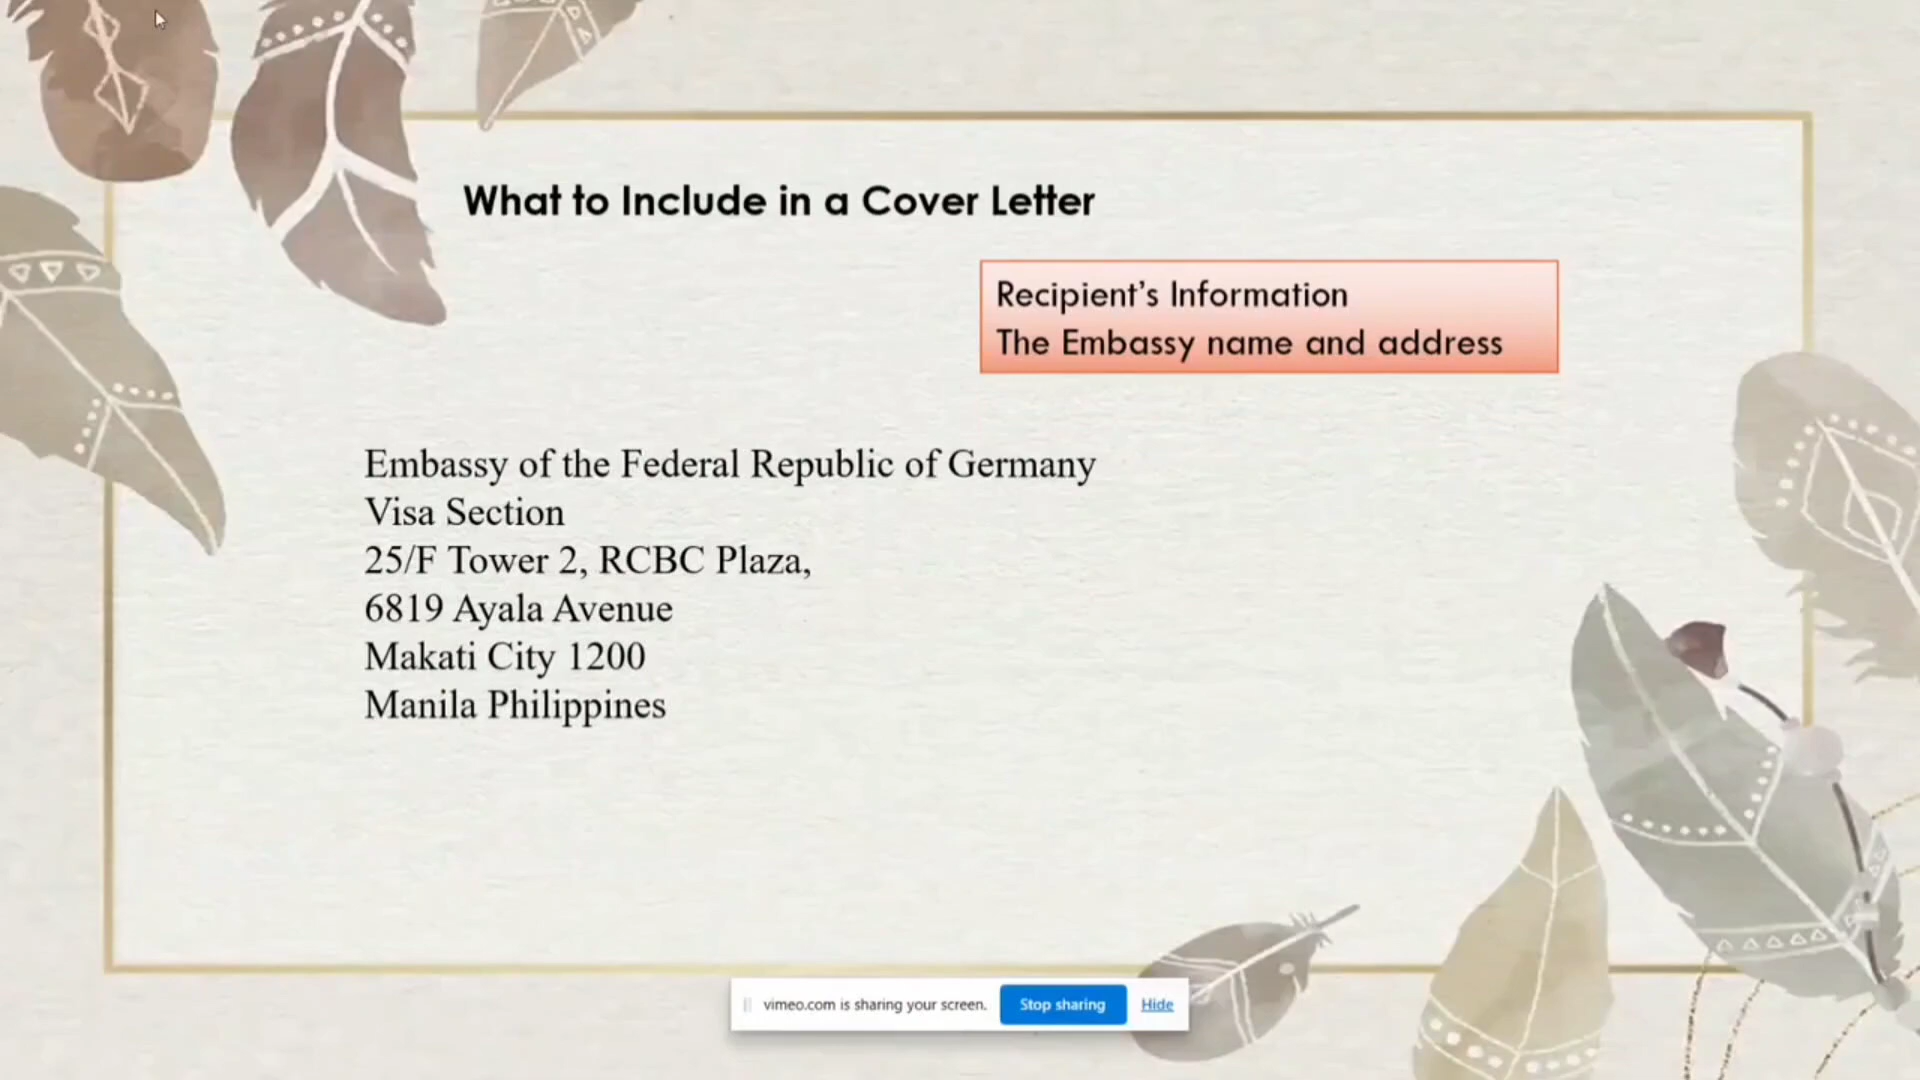 What to Include in a Cover Letter
Recipient's Information
The Embassy name and address
Embassy of the Federal Republic of Germany
Visa Section
25/F Tower 2, RCBC Plaza,
6819 Ayala Avenue
Makati City 1200
Manila Philippines
vimeo.com is sharing your screen. Stop sharing Hide